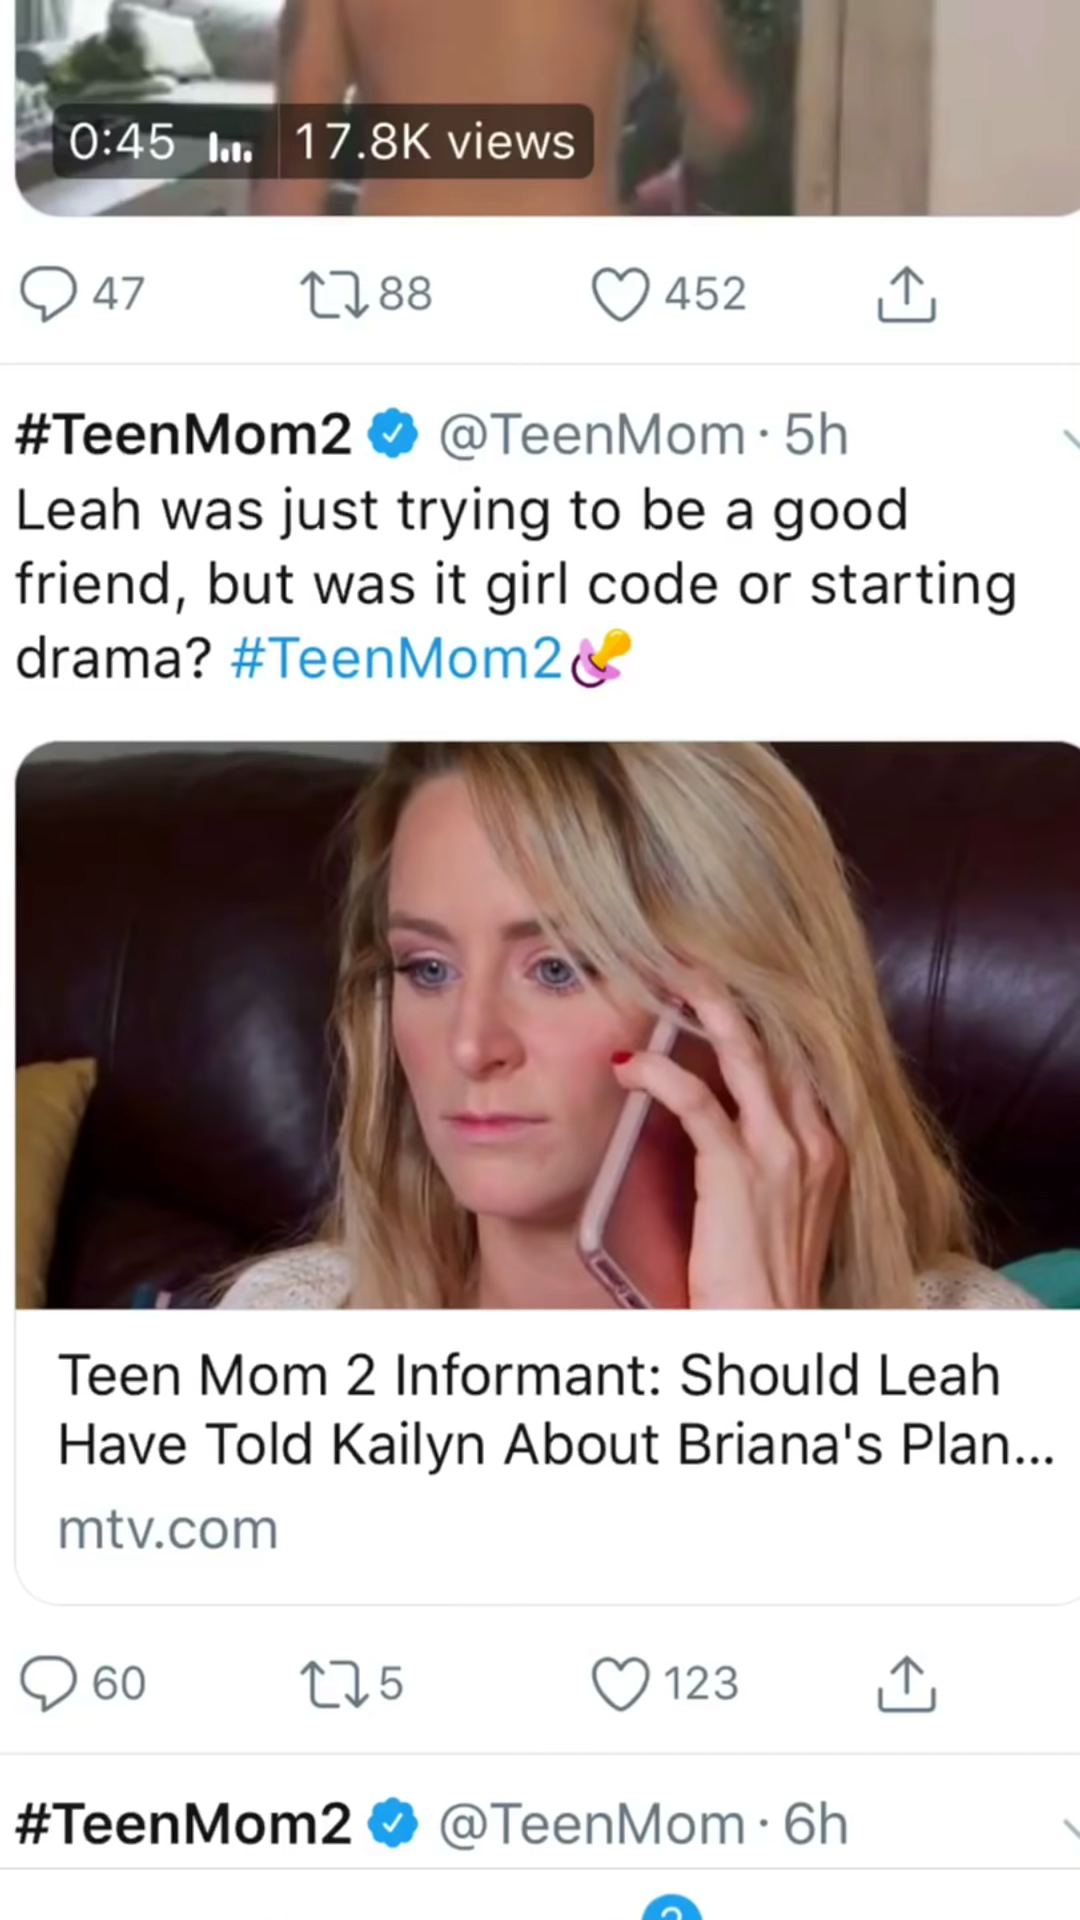 0:45 17.8K views
47 88 452
#TeenMom2 @TeenMom · 5h
Leah was just trying to be a good
friend, but was it girl code or starting
drama? #TeenMom2
Teen Mom 2 Informant: Should Leah
Have Told Kailyn About Briana's Plan...
mtv.com
60 5 123
#TeenMom2 @TeenMom · 6h